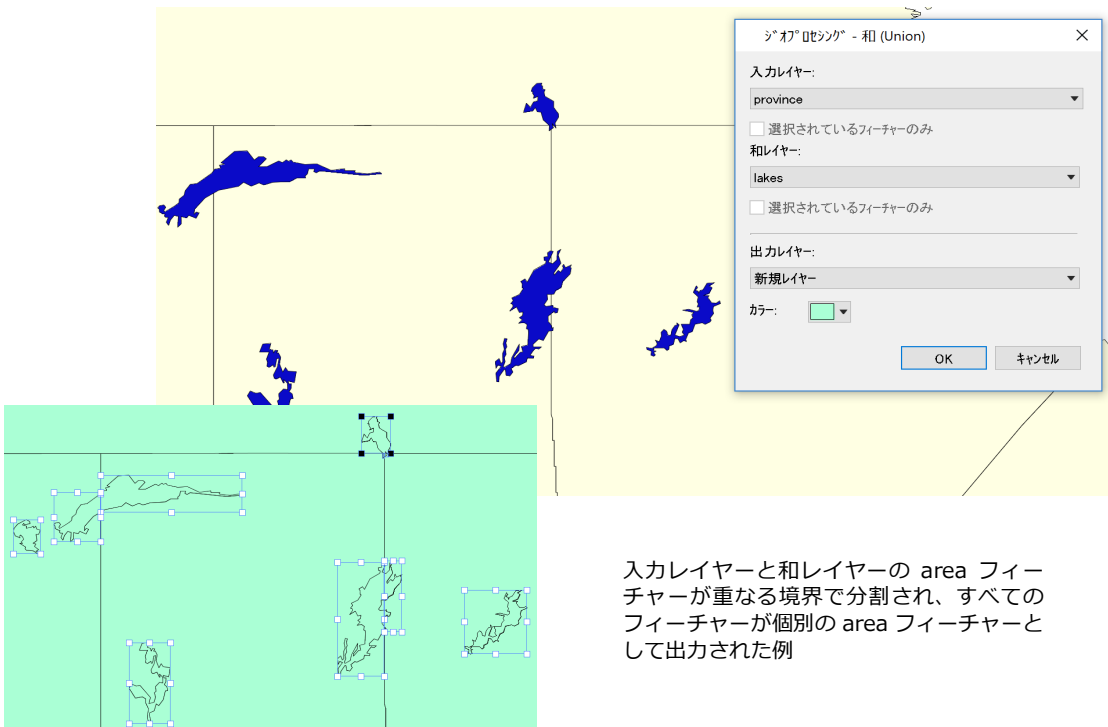 ジオプロセシング - 和 (Union)
入力レイヤー:
province
選択されているフィーチャーのみ
和レイヤー:
lakes
選択されているフィーチャーのみ
出力レイヤー:
新規レイヤー
カラー:
OK
キャンセル
入力レイヤーと和レイヤーの area フィー
チャーが重なる境界で分割され、すべての
フィーチャーが個別の area フィーチャーと
して出力された例